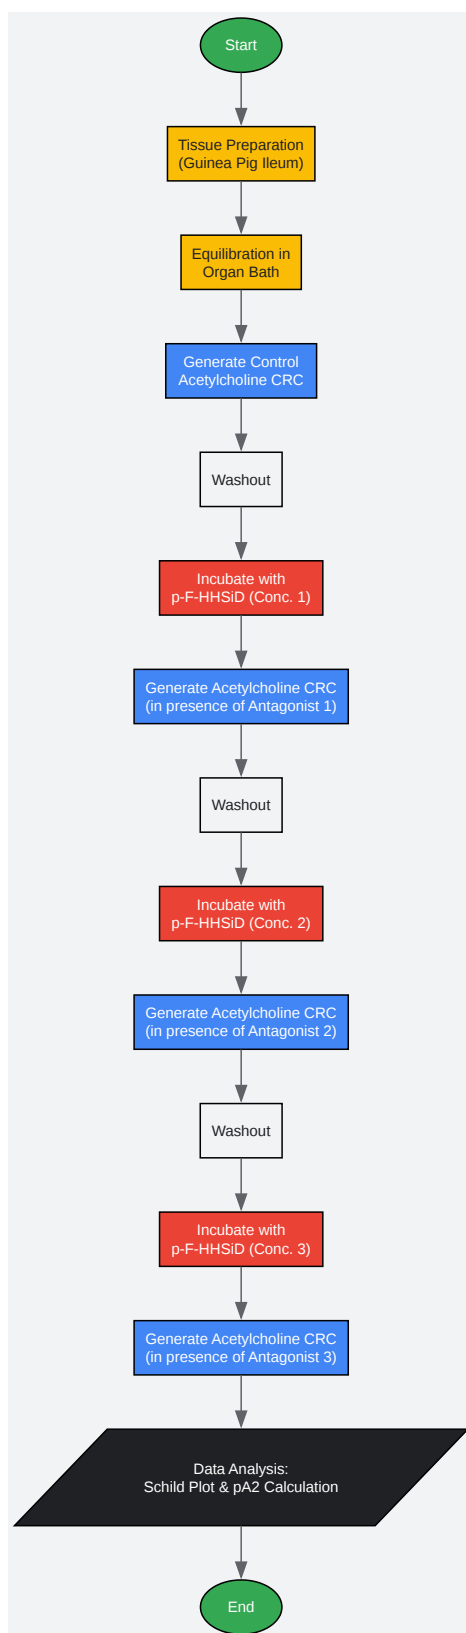 Start
Tissue Preparation
(Guinea Pig Ileum)
Equilibration in
Organ Bath
Generate Control
Acetylcholine CRC
Washout
Incubate with
p-F-HHSiD (Conc. 1)
Generate Acetylcholine CRC
(in presence of Antagonist 1)
Washout
Incubate with
p-F-HHSiD (Conc. 2)
Generate Acetylcholine CRC
(in presence of Antagonist 2)
Washout
Incubate with
p-F-HHSiD (Conc. 3)
Generate Acetylcholine CRC
(in presence of Antagonist 3)
Data Analysis:
Schild Plot & pA2 Calculation
End